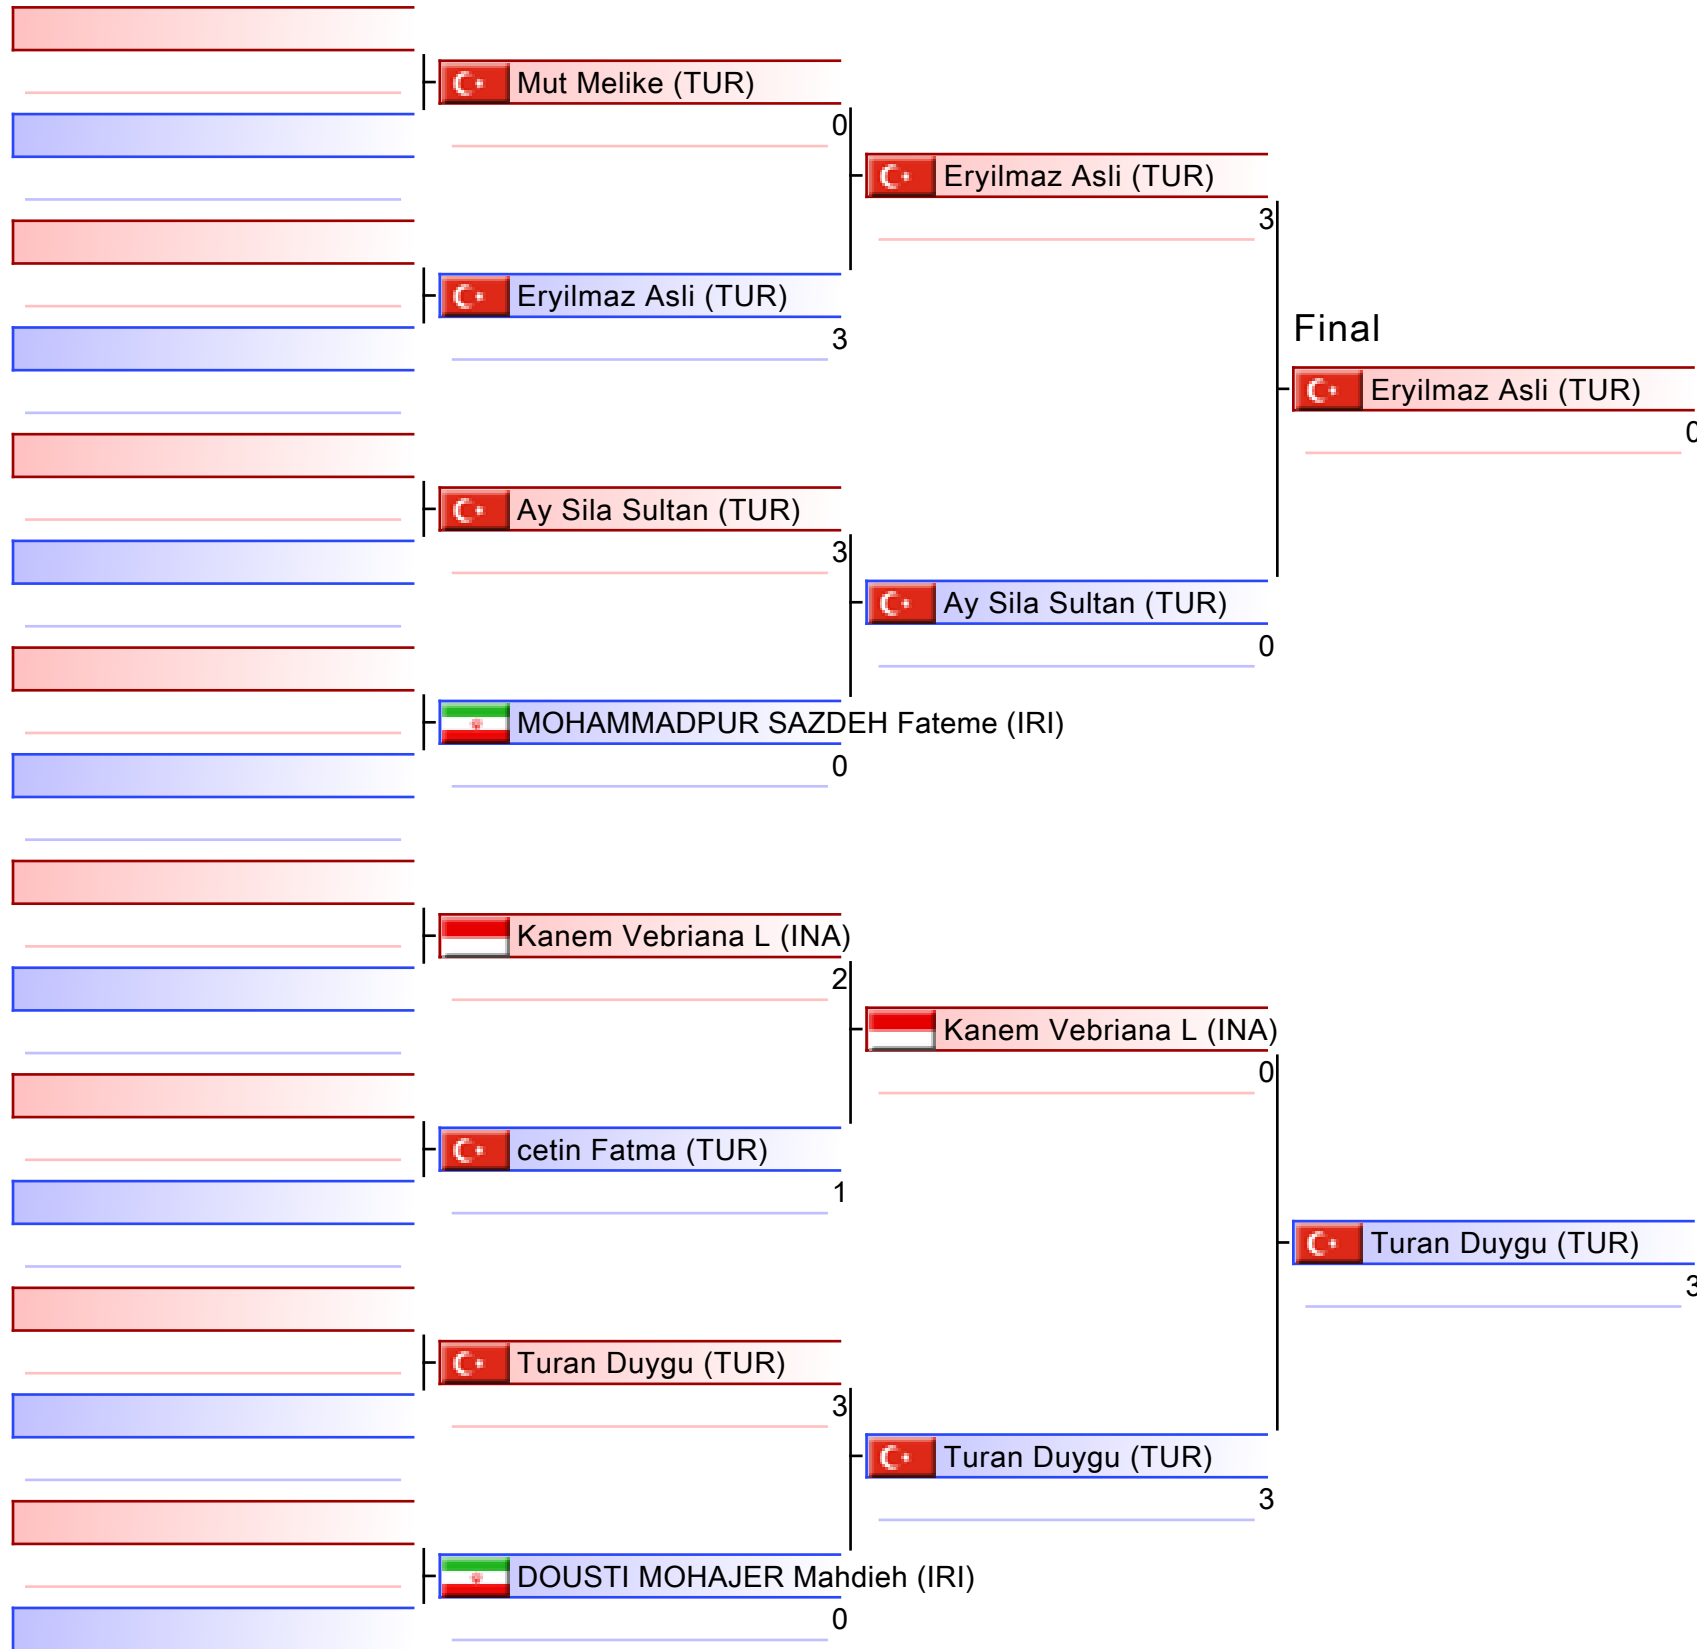 Mut Melike (TUR)
0
Eryilmaz Asli (TUR)
3
Eryilmaz Asli (TUR)
3
Final
Eryilmaz Asli (TUR)
0
Ay Sila Sultan (TUR)
3
Ay Sila Sultan (TUR)
0
MOHAMMADPUR SAZDEH Fateme (IRI)
0
Kanem Vebriana L (INA)
2
Kanem Vebriana L (INA)
0
cetin Fatma (TUR)
1
Turan Duygu (TUR)
3
Turan Duygu (TUR)
3
Turan Duygu (TUR)
3
DOUSTI MOHAJER Mahdieh (IRI)
0